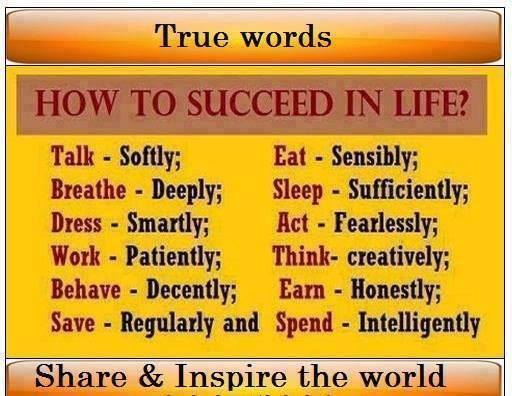 True words
HOW TO SUCCEED IN LIFE?
Talk - Softly;
Breathe - Deeply;
Dress - Smartly;
Work - Patiently;
Behave - Decently;
Save - Regularly and
Eat - Sensibly;
Sleep - Sufficiently;
Act - Fearlessly;
Think- creatively;
Earn - Honestly;
Spend - Intelligently
Share & Inspire the world